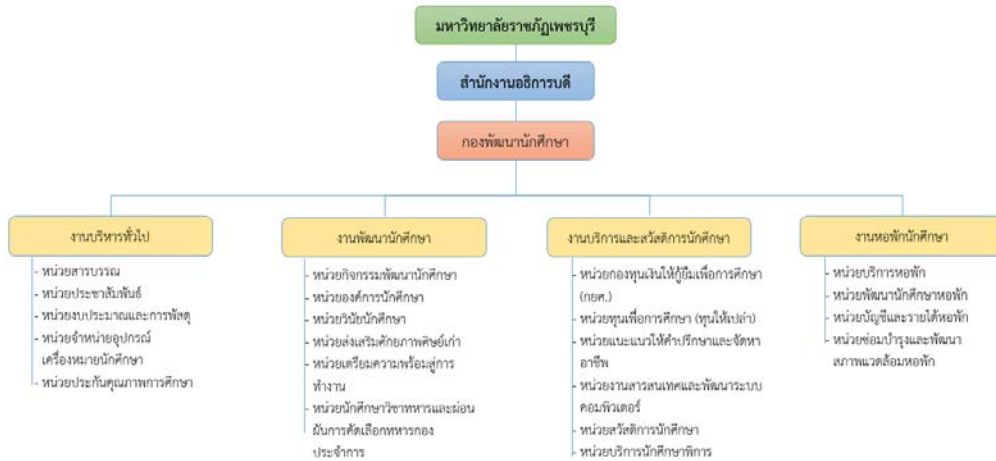 มหาวิทยาลัยราชภัฏเพชรบุรี
สำนักงานอธิการบดี
กองพัฒนานักศึกษา
งานบริหารทั่วไป
- หน่วยสารบรรณ
- หน่วยประชาสัมพันธ์
- หน่วยงบประมาณและการพัสดุ
- หน่วยจำหน่ายอุปกรณ์
เครื่องหมายนักศึกษา
- หน่วยประกันคุณภาพการศึกษา
งานพัฒนานักศึกษา
- หน่วยกิจกรรมพัฒนานักศึกษา
- หน่วยองค์การนักศึกษา
- หน่วยวินัยนักศึกษา
- หน่วยส่งเสริมศักยภาพศิษย์เก่า
- หน่วยเตรียมความพร้อมสู่การ
ทำงาน
- หน่วยนักศึกษาวิชาทหารและผ่อน
ผันการคัดเลือกทหารกอง
ประจำการ
งานบริการและสวัสดิการนักศึกษา
- หน่วยกองทุนเงินให้กู้ยืมเพื่อการศึกษา
(กยศ.)
- หน่วยทุนเพื่อการศึกษา (ทุนให้เปล่า)
- หน่วยแนะแนวให้คำปรึกษาและจัดหา
อาชีพ
- หน่วยงานสารสนเทศและพัฒนาระบบ
คอมพิวเตอร์
- หน่วยสวัสดิการนักศึกษา
- หน่วยบริการนักศึกษาพิการ
งานหอพักนักศึกษา
- หน่วยบริการหอพัก
- หน่วยพัฒนานักศึกษาหอพัก
- หน่วยบัญชีและรายได้หอพัก
- หน่วยซ่อมบำรุงและพัฒนา
สภาพแวดล้อมหอพัก